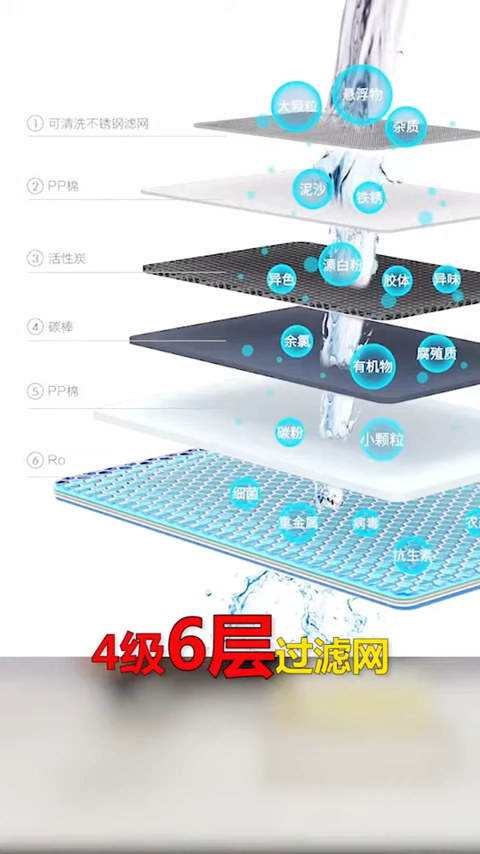 大颗粒
悬浮物
杂质
① 可清洗不锈钢滤网
② PP棉
泥沙
铁锈
③ 活性炭
异色
漂白粉
胶体
异味
④ 碳棒
余氯
有机物
腐殖质
⑤ PP棉
碳粉
小颗粒
⑥ Ro
细菌
重金属
病毒
抗生素
4级6层过滤网